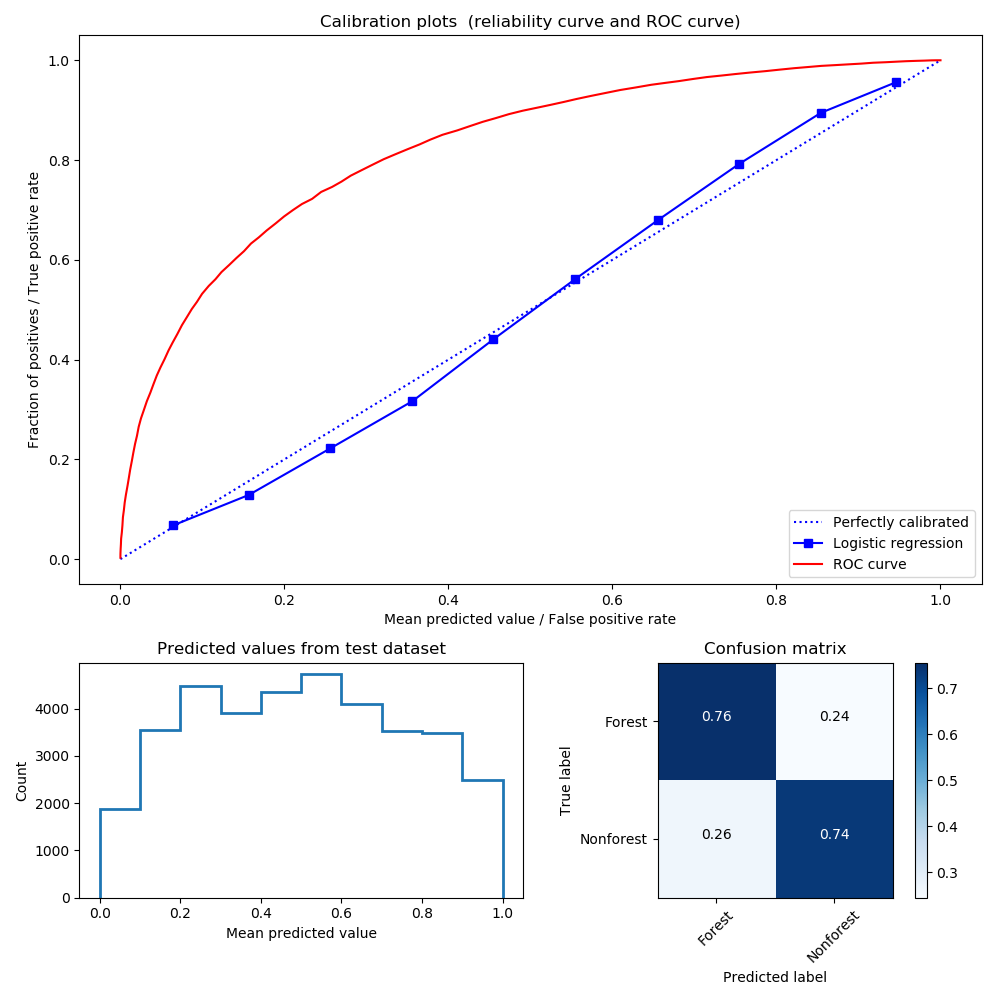 Calibration plots  (reliability curve and ROC curve)
Fraction of positives / True positive rate
1.0
0.8
0.6
0.4
0.2
0.0
0.0 0.2 0.4 0.6 0.8 1.0
Mean predicted value / False positive rate
Perfectly calibrated
Logistic regression
ROC curve
Predicted values from test dataset
Count
4000
3000
2000
1000
0
0.0 0.2 0.4 0.6 0.8 1.0
Mean predicted value
Confusion matrix
True label
Forest
Nonforest
0.76 0.24
0.26 0.74
Forest Nonforest
Predicted label
0.7
0.6
0.5
0.4
0.3